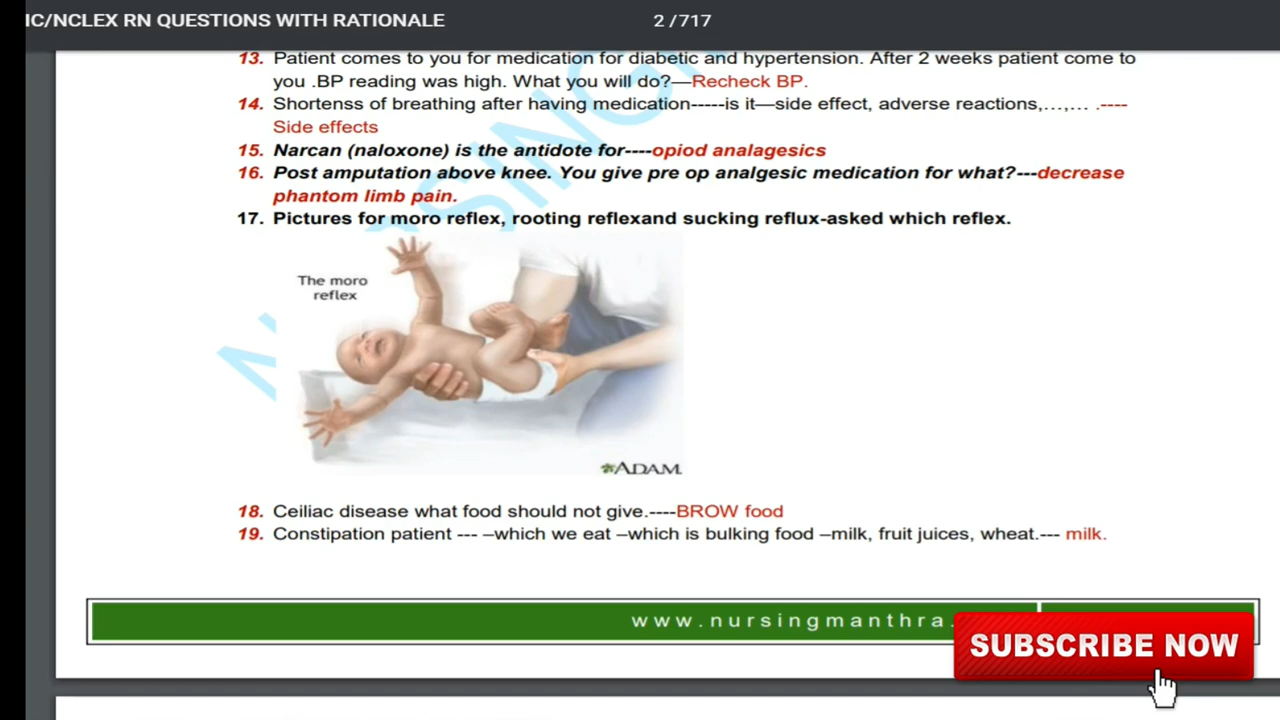 IC/NCLEX RN QUESTIONS WITH RATIONALE 2 / 717
13. Patient comes to you for medication for diabetic and hypertension. After 2 weeks patient come to
you .BP reading was high. What you will do?—Recheck BP.
14. Shortenss of breathing after having medication-----is it—side effect, adverse reactions,…,… .----
Side effects
15. Narcan (naloxone) is the antidote for----opiod analagesics
16. Post amputation above knee. You give pre op analgesic medication for what?---decrease
phantom limb pain.
17. Pictures for moro reflex, rooting reflexand sucking reflux-asked which reflex.
The moro
reflex
ADAM.
18. Ceiliac disease what food should not give.----BROW food
19. Constipation patient --- –which we eat –which is bulking food –milk, fruit juices, wheat.--- milk.
www.nursingmanthra.
SUBSCRIBE NOW